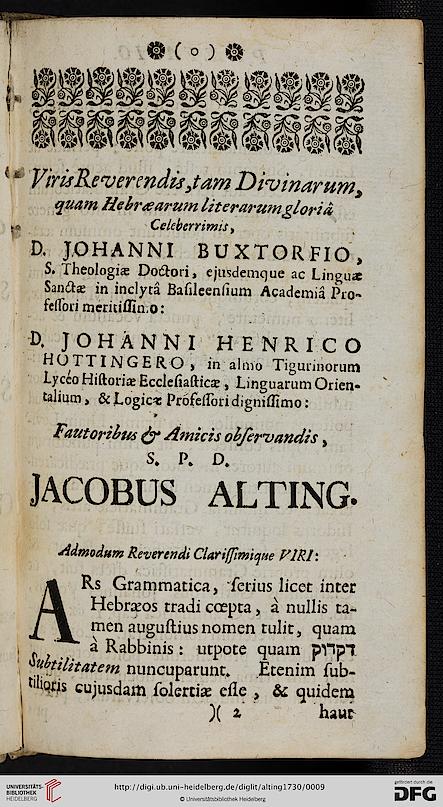 ( o )
Viris Reverendis, tam Divinarum,
quam Hebræarum literarum gloriâ
Celeberrimis,
D. JOHANNI BUXTORFIO,
S. Theologiæ Doctori, ejusdemque ac Linguæ
Sanctæ in inclytâ Basileensium Academiâ Pro-
feſſori meritiſſimo:
D. JOHANNI HENRICO
HOTTINGERO, in almo Tigurinorum
Lycéo Hiſtoriæ Eccleſiaſticæ, Linguarum Orien-
talium, & Logicæ Profeſſori digniſſimo:
Fautoribus & Amicis obſervandis,
S. P. D.
JACOBUS ALTING.
Admodum Reverendi Clariſſimique VIRI:
ARs Grammatica, ſerius licet inter
Hebræos tradi cœpta, à nullis ta-
men auguſtius nomen tulit, quam
à Rabbinis: utpote quam דקדוק
Subtilitatem nuncuparunt. Etenim ſub-
tilioris cujusdam ſolertiæ eſſe, & quidem
)( 2 haut
UNIVERSITÄTS-
BIBLIOTHEK
HEIDELBERG
http://digi.ub.uni-heidelberg.de/diglit/alting1730/0009
© Universitätsbibliothek Heidelberg
gefördert durch die
DFG